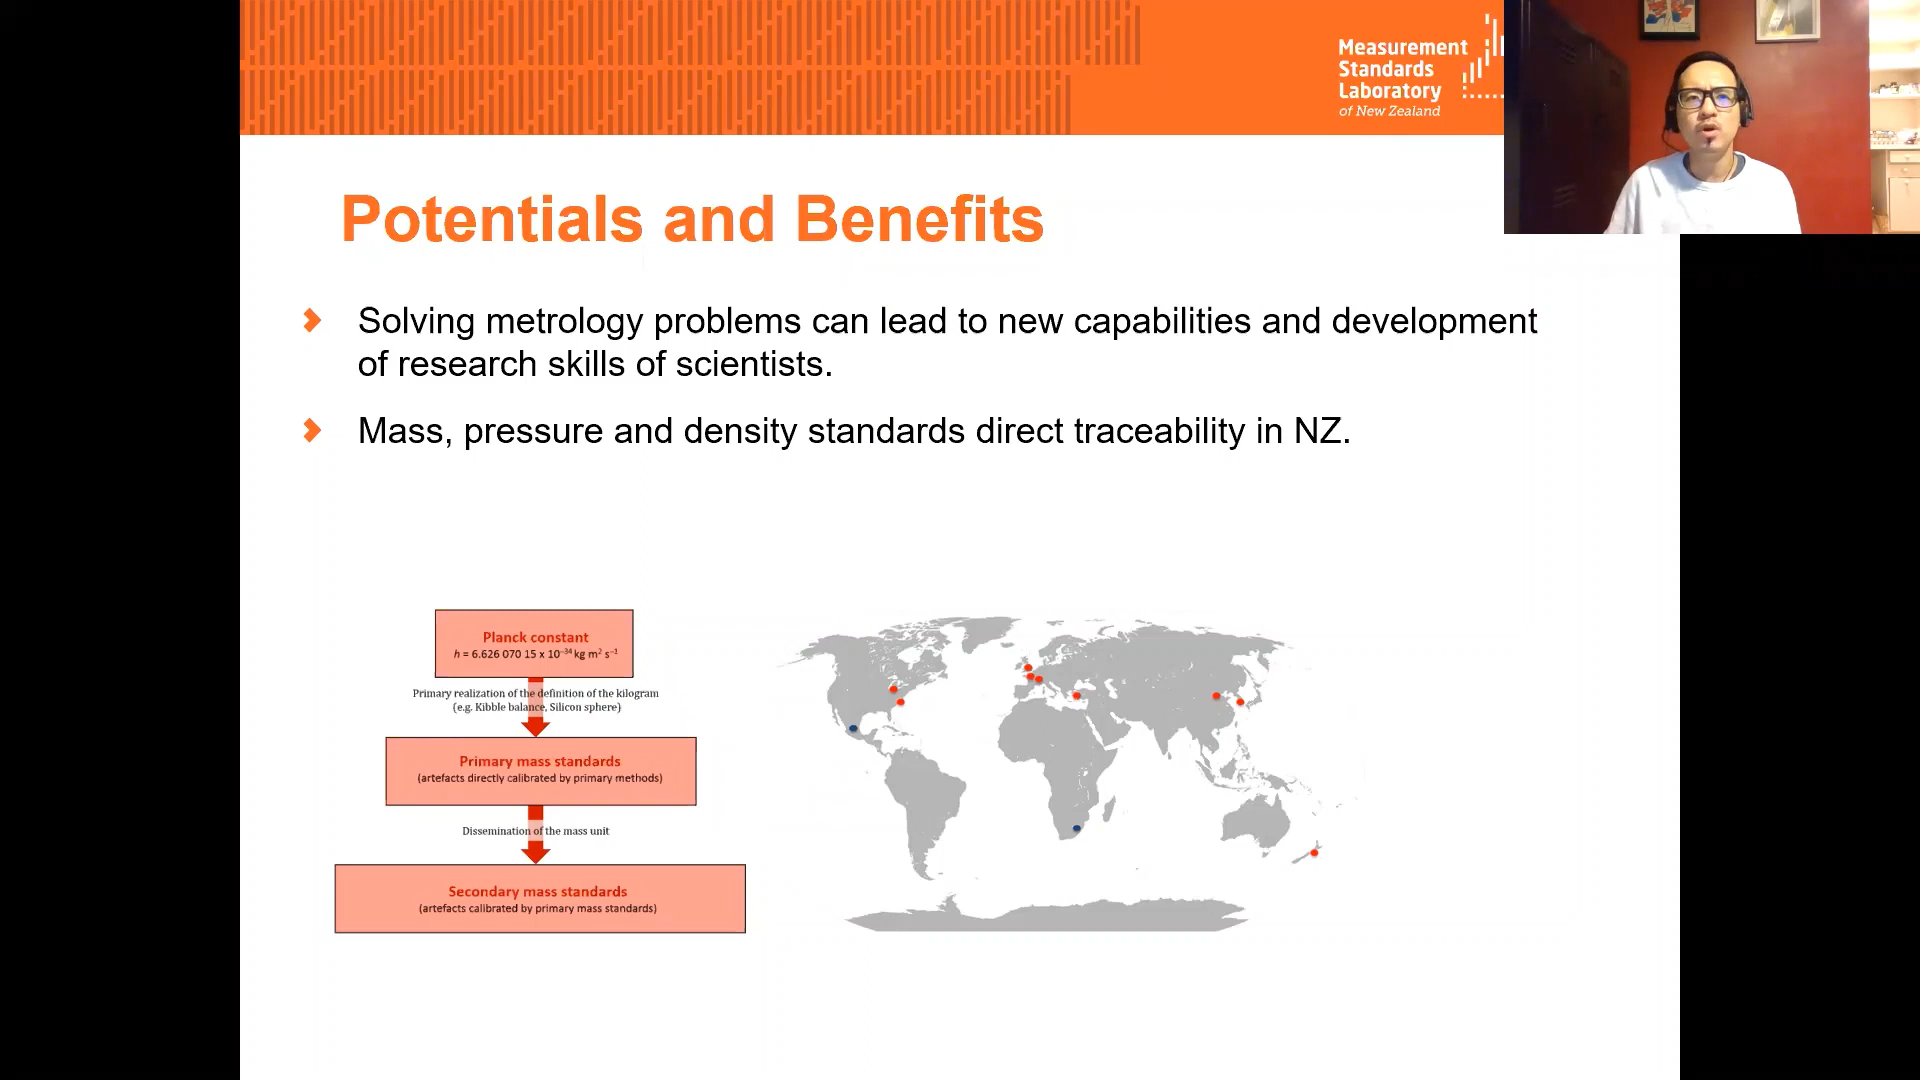 Measurement
Standards
Laboratory
of New Zealand
Potentials and Benefits
Solving metrology problems can lead to new capabilities and development
of research skills of scientists.
Mass, pressure and density standards direct traceability in NZ.
Planck constant
h = 6.626 070 15 x 10⁻³⁴ kg m² s⁻¹
Primary realization of the definition of the kilogram
(e.g. Kibble balance, Silicon sphere)
Primary mass standards
(artefacts directly calibrated by primary methods)
Dissemination of the mass unit
Secondary mass standards
(artefacts calibrated by primary mass standards)